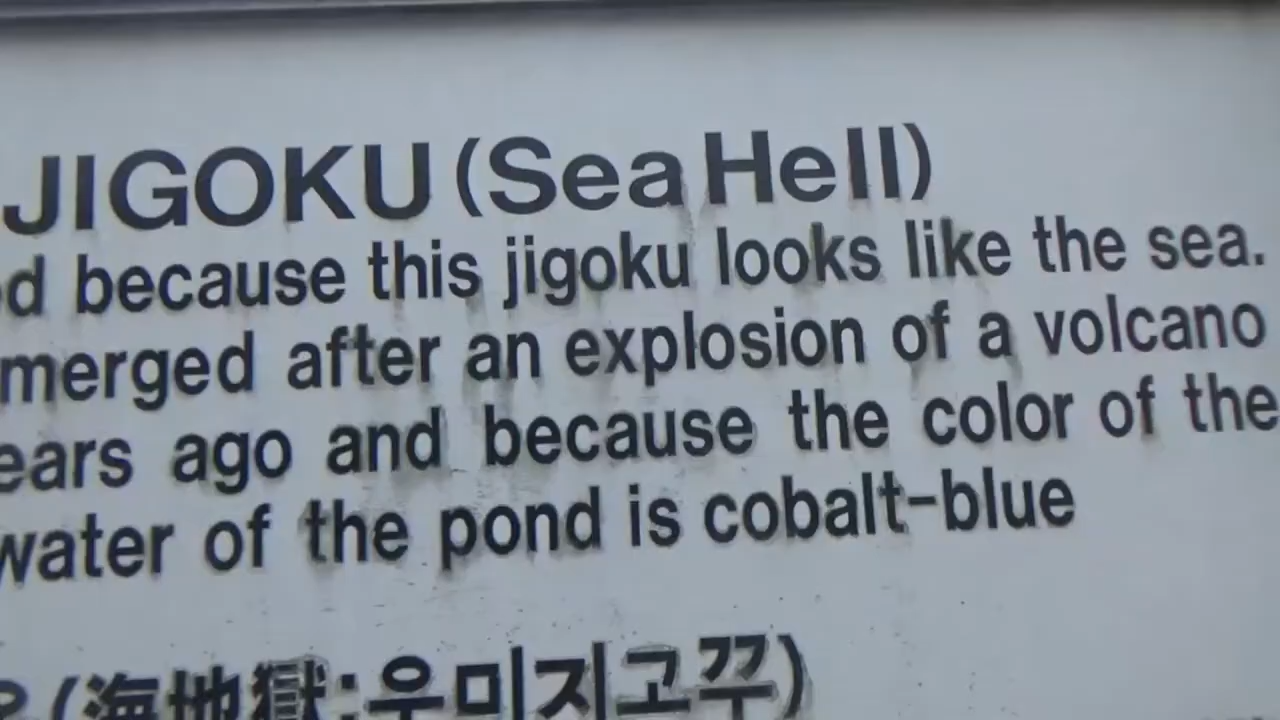 JIGOKU (Sea Hell)
because this jigoku looks like the sea.
merged after an explosion of a volcano
ears ago and because the color of the
water of the pond is cobalt-blue
(海地獄:우미지고꾸)